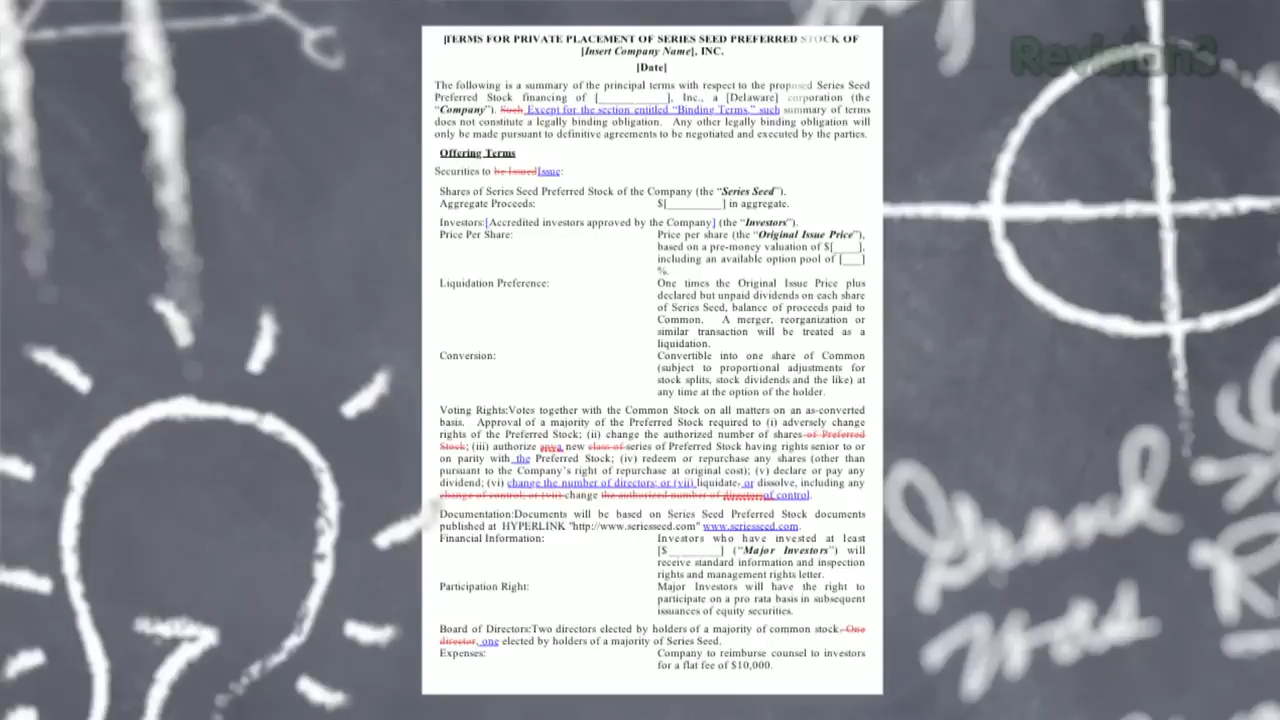 Revision3
[TERMS FOR PRIVATE PLACEMENT OF SERIES SEED PREFERRED STOCK OF
[Insert Company Name], INC.
[Date]
The following is a summary of the principal terms with respect to the proposed Series Seed
Preferred Stock financing of [__________], Inc., a [Delaware] corporation (the
“Company”). Such Except for the section entitled “Binding Terms,” such summary of terms
does not constitute a legally binding obligation. Any other legally binding obligation will
only be made pursuant to definitive agreements to be negotiated and executed by the parties.
Offering Terms
Securities to be Issued Issue:
Shares of Series Seed Preferred Stock of the Company (the “Series Seed”).
Aggregate Proceeds: $[_________] in aggregate.
Investors:[Accredited investors approved by the Company] (the “Investors”).
Price Per Share: Price per share (the “Original Issue Price”),
based on a pre-money valuation of $[____],
including an available option pool of [___]
%.
Liquidation Preference: One times the Original Issue Price plus
declared but unpaid dividends on each share
of Series Seed, balance of proceeds paid to
Common. A merger, reorganization or
similar transaction will be treated as a
liquidation.
Conversion: Convertible into one share of Common
(subject to proportional adjustments for
stock splits, stock dividends and the like) at
any time at the option of the holder.
Voting Rights:Votes together with the Common Stock on all matters on an as-converted
basis. Approval of a majority of the Preferred Stock required to (i) adversely change
rights of the Preferred Stock; (ii) change the authorized number of shares of Preferred
Stock; (iii) authorize new class of series of Preferred Stock having rights senior to or
on parity with the Preferred Stock; (iv) redeem or repurchase any shares (other than
pursuant to the Company’s right of repurchase at original cost); (v) declare or pay any
dividend; (vi) change the number of directors; or (vii) liquidate, or dissolve, including any
change of control; or (vii) change the authorized number of directors of control.
Documentation:Documents will be based on Series Seed Preferred Stock documents
published at HYPERLINK "http://www.seriesseed.com" www.seriesseed.com.
Financial Information: Investors who have invested at least
[$________] (“Major Investors”) will
receive standard information and inspection
rights and management rights letter.
Participation Right: Major Investors will have the right to
participate on a pro rata basis in subsequent
issuances of equity securities.
Board of Directors:Two directors elected by holders of a majority of common stock. One
director, one elected by holders of a majority of Series Seed.
Expenses: Company to reimburse counsel to investors
for a flat fee of $10,000.